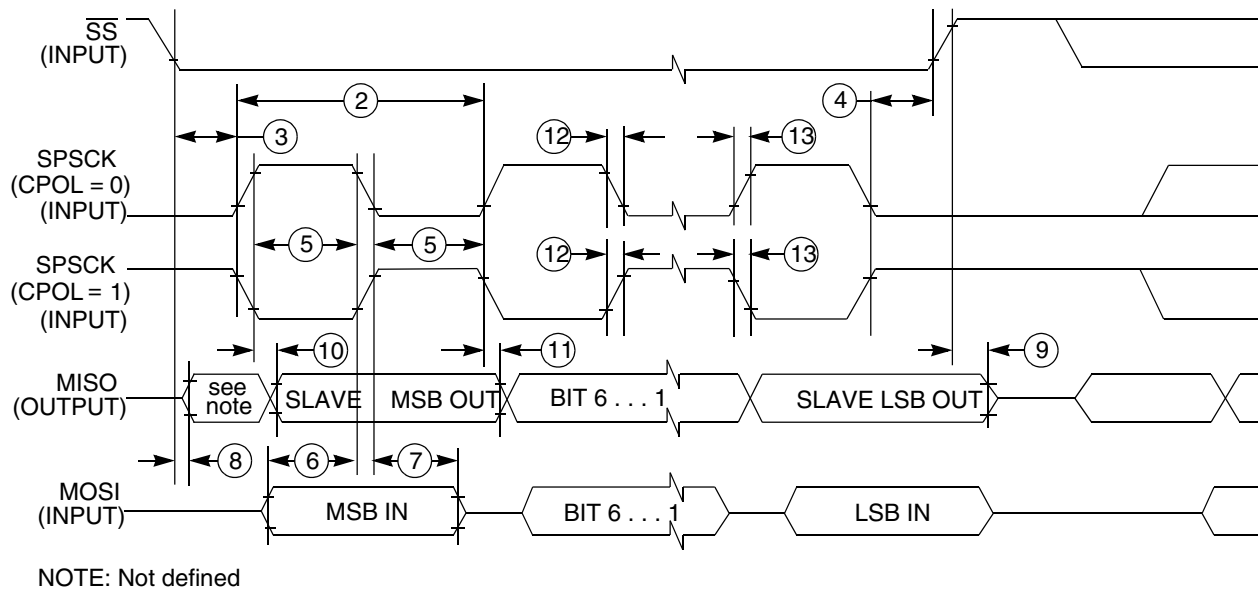 SS
(INPUT)
2
4
3
12
13
SPSCK
(CPOL = 0)
(INPUT)
5
5
12
13
SPSCK
(CPOL = 1)
(INPUT)
10
11
9
MISO
(OUTPUT)
see
note
SLAVE
MSB OUT
BIT 6 . . . 1
SLAVE LSB OUT
8
6
7
MOSI
(INPUT)
MSB IN
BIT 6 . . . 1
LSB IN
NOTE: Not defined